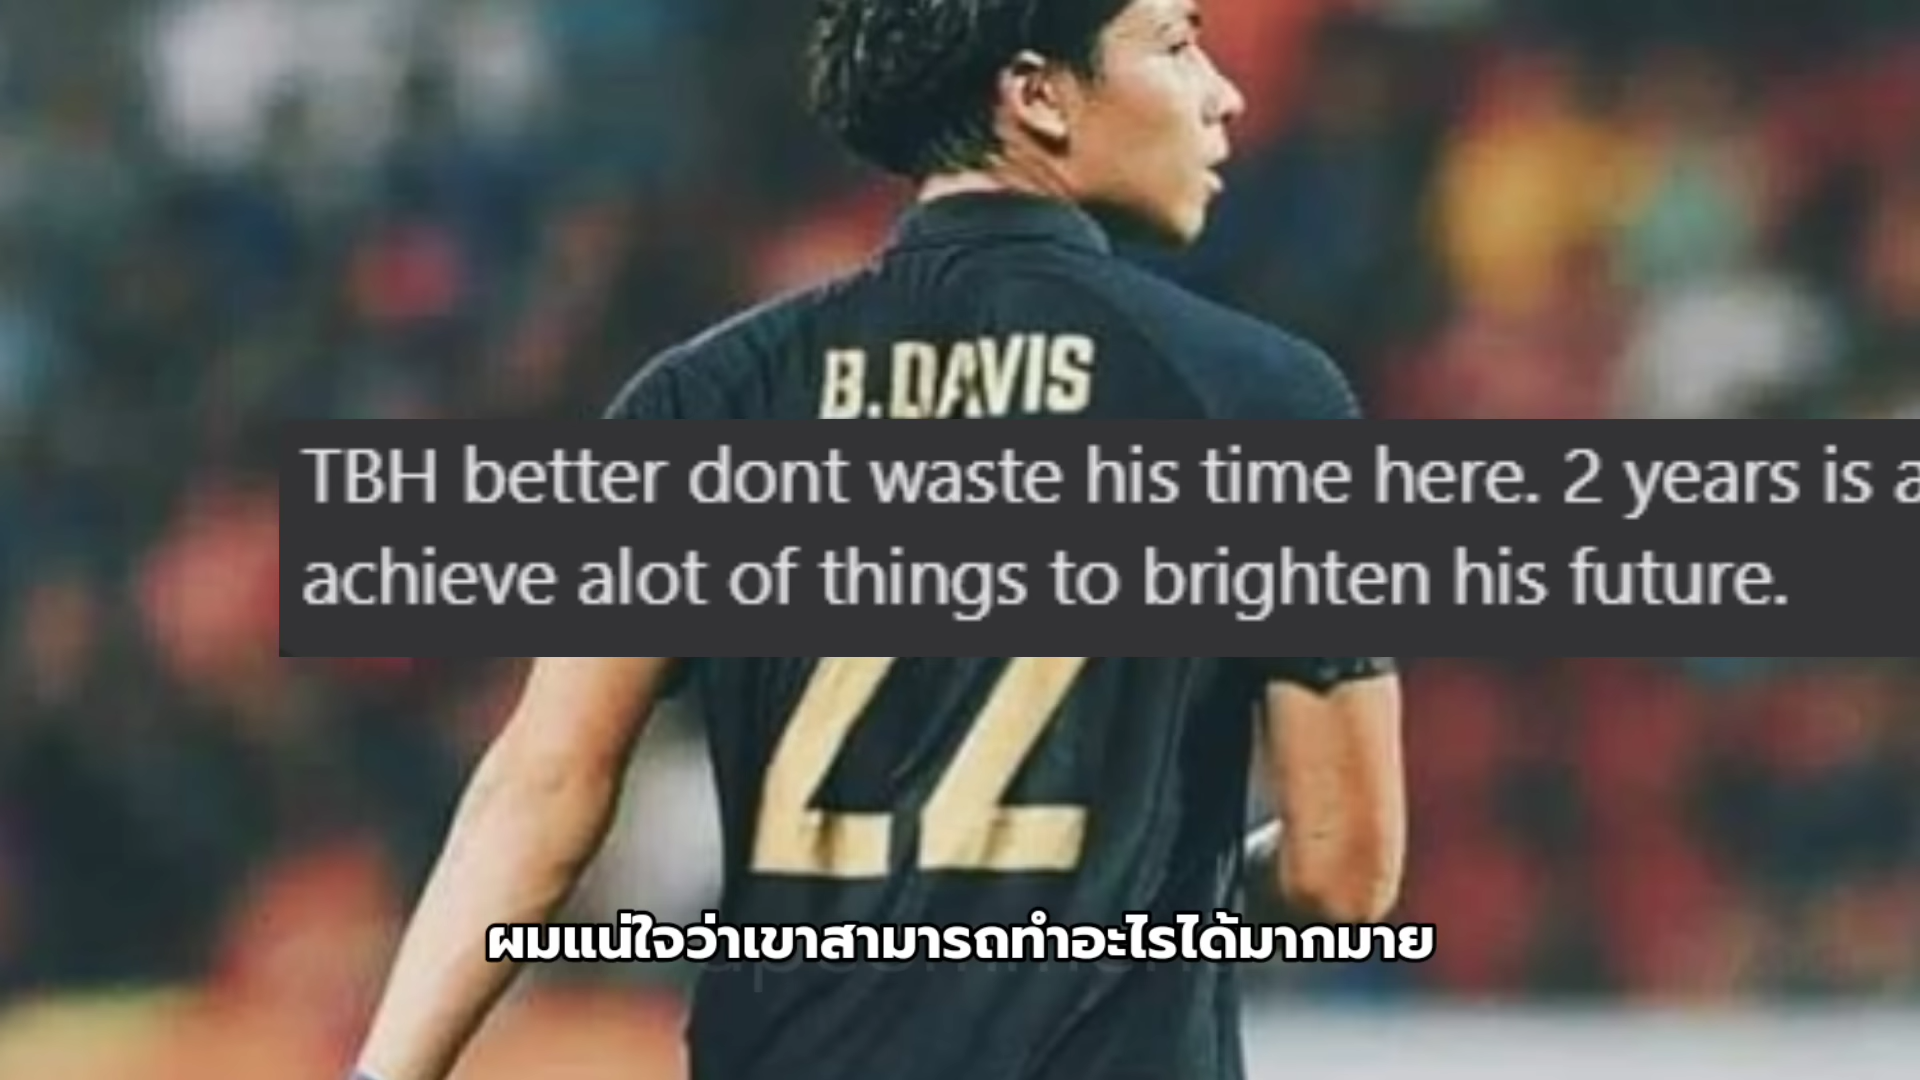 B.DAVIS
TBH better dont waste his time here. 2 years is a
achieve alot of things to brighten his future.
22
ผมแน่ใจว่าเขาสามารถทำอะไรได้มากมาย